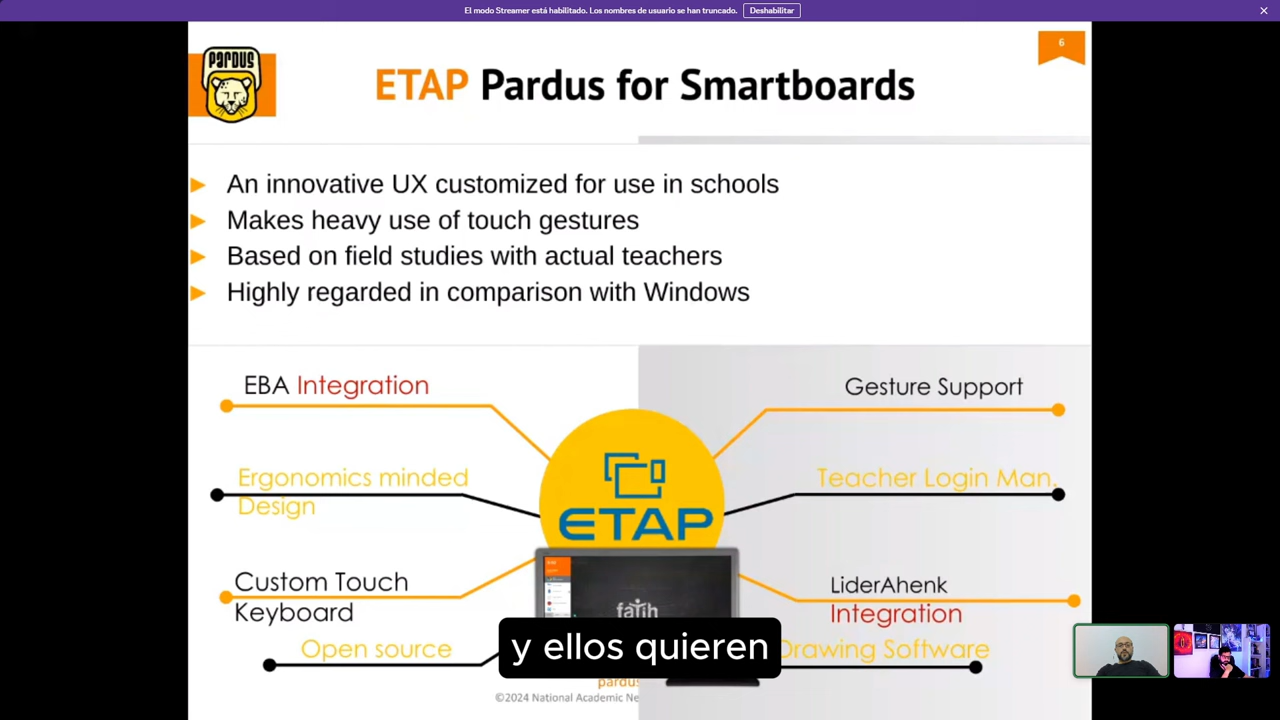 El modo Streamer está habilitado. Los nombres de usuario se han truncado. Deshabilitar
6
PARDUS
ETAP Pardus for Smartboards
An innovative UX customized for use in schools
Makes heavy use of touch gestures
Based on field studies with actual teachers
Highly regarded in comparison with Windows
EBA Integration
Gesture Support
Ergonomics minded
Design
Teacher Login Man.
ETAP
Custom Touch
Keyboard
LiderAhenk
Integration
fatih
Open source
y ellos quieren
Drawing Software
pardus
©2024 National Academic Ne